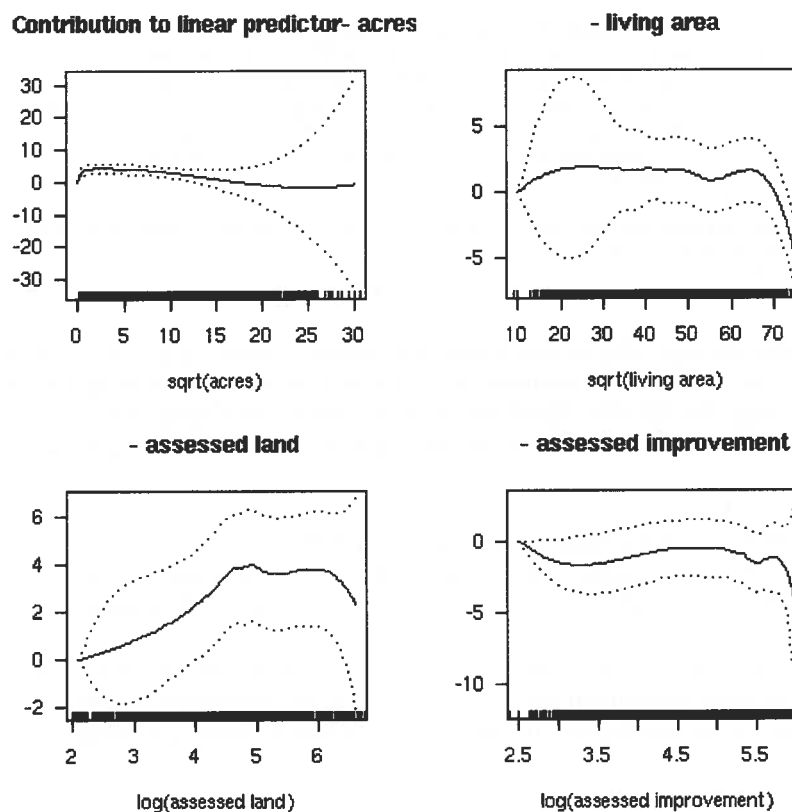 Contribution to linear predictor- acres
30
20
10
0
-10
-20
-30
0 5 10 15 20 25 30
sqrt(acres)
- living area
5
0
-5
10 20 30 40 50 60 70
sqrt(living area)
- assessed land
6
4
2
0
-2
2 3 4 5 6
log(assessed land)
- assessed improvement
0
-5
-10
2.5 3.5 4.5 5.5
log(assessed improvement)